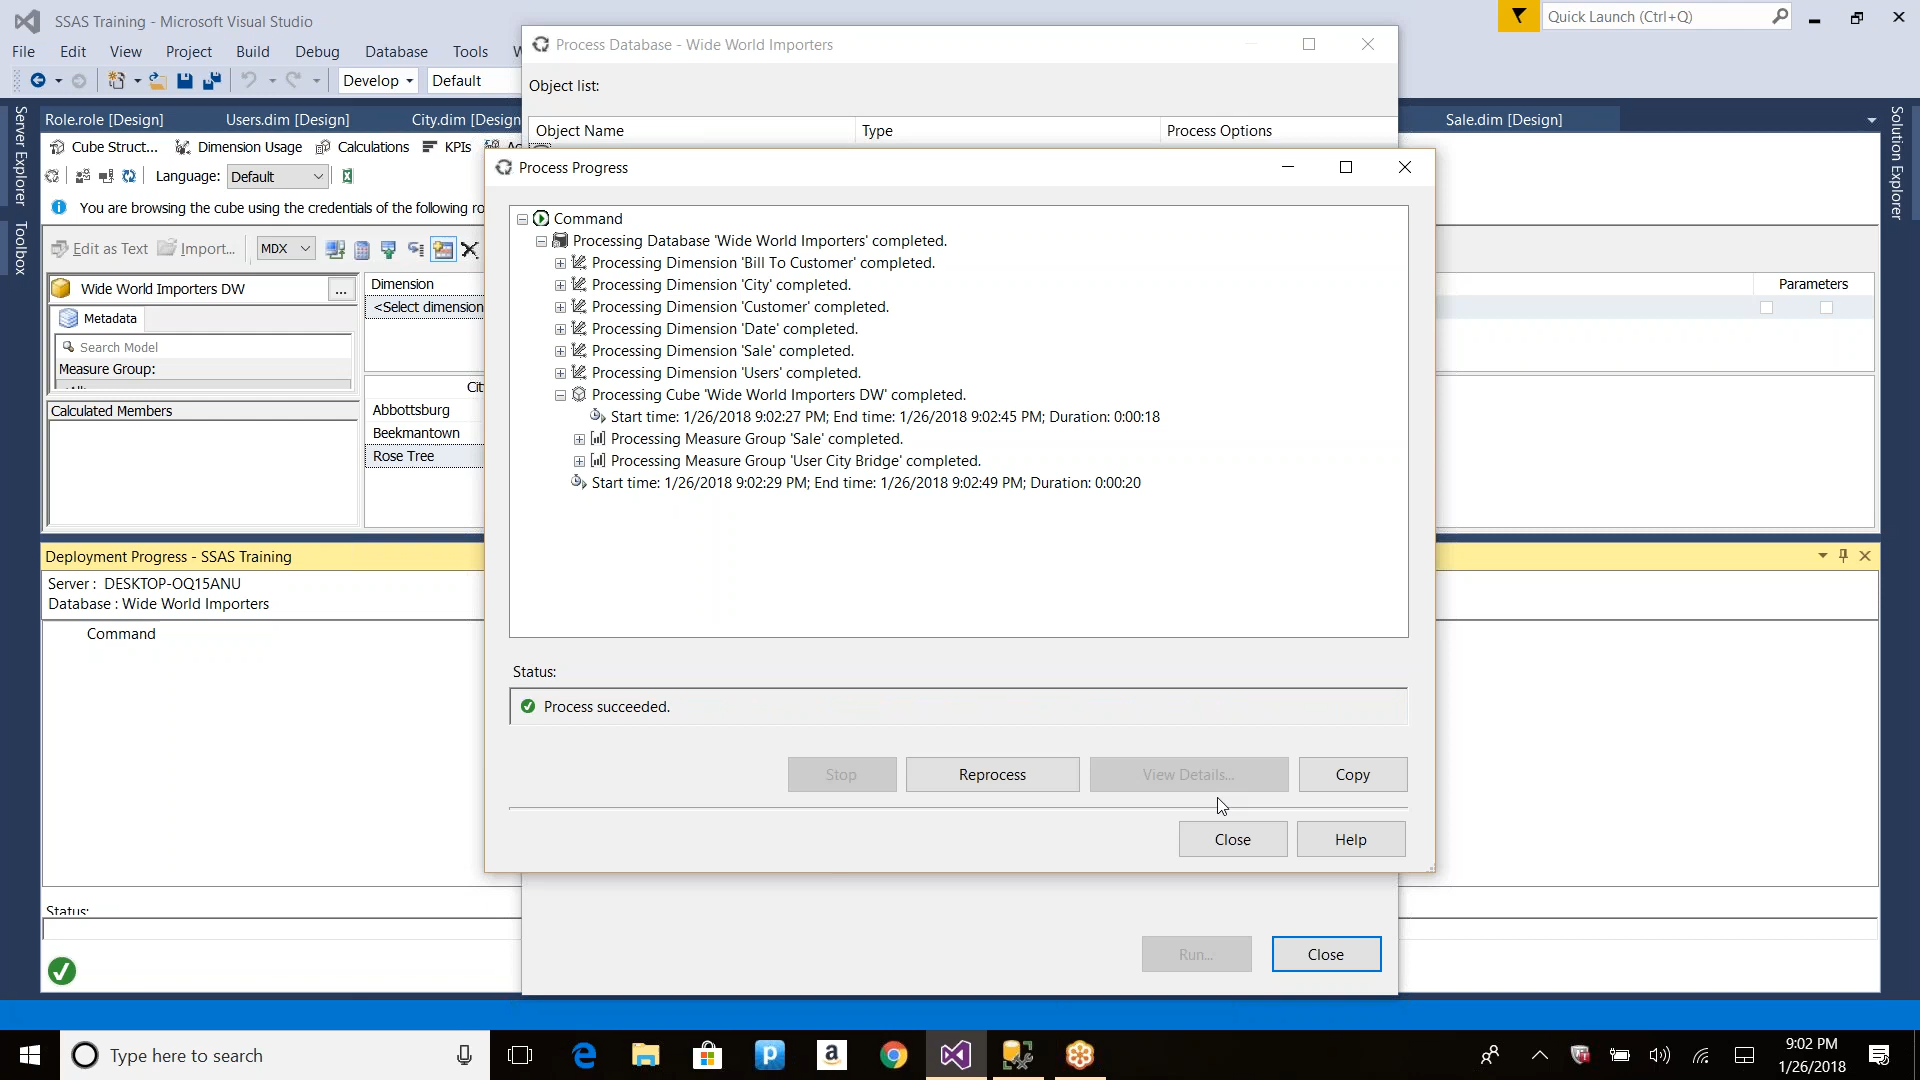 SSAS Training - Microsoft Visual Studio
Quick Launch (Ctrl+Q)
File Edit View Project Build Debug Database Tools
Develop Default
Process Database - Wide World Importers
Object list:
Object Name Type Process Options
Server Explorer
Toolbox
Solution Explorer
Role.role [Design] Users.dim [Design] City.dim [Design Sale.dim [Design]
Cube Struct... Dimension Usage Calculations KPIs
Language: Default
You are browsing the cube using the credentials of the following ro
Edit as Text Import... MDX
Wide World Importers DW ...
Metadata
Search Model
Measure Group:
Calculated Members
Dimension
<Select dimension
Parameters
Abbottsburg
Beekmantown
Rose Tree
Process Progress
Command
Processing Database 'Wide World Importers' completed.
Processing Dimension 'Bill To Customer' completed.
Processing Dimension 'City' completed.
Processing Dimension 'Customer' completed.
Processing Dimension 'Date' completed.
Processing Dimension 'Sale' completed.
Processing Dimension 'Users' completed.
Processing Cube 'Wide World Importers DW' completed.
Start time: 1/26/2018 9:02:27 PM; End time: 1/26/2018 9:02:45 PM; Duration: 0:00:18
Processing Measure Group 'Sale' completed.
Processing Measure Group 'User City Bridge' completed.
Start time: 1/26/2018 9:02:29 PM; End time: 1/26/2018 9:02:49 PM; Duration: 0:00:20
Status:
Process succeeded.
Stop Reprocess View Details... Copy
Close Help
Run... Close
Deployment Progress - SSAS Training
Server : DESKTOP-OQ15ANU
Database : Wide World Importers
Command
Status:
Type here to search
9:02 PM
1/26/2018